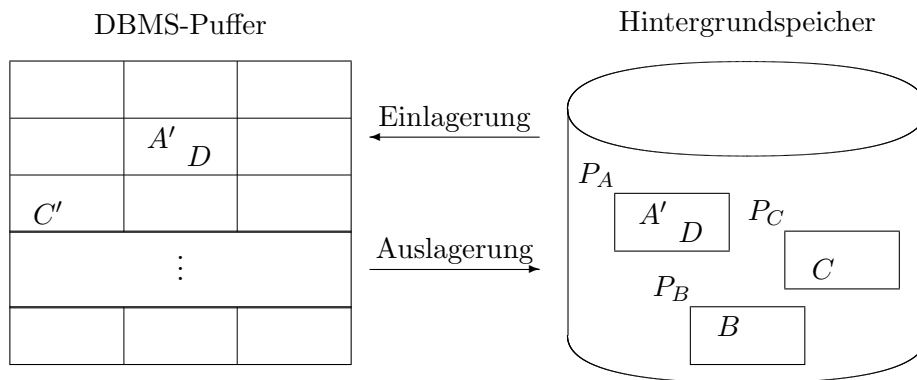 DBMS-Puffer
Hintergrundspeicher
Einlagerung
A′ D
C′
⋮
Auslagerung
P_A
A′ D
P_C
C
P_B
B